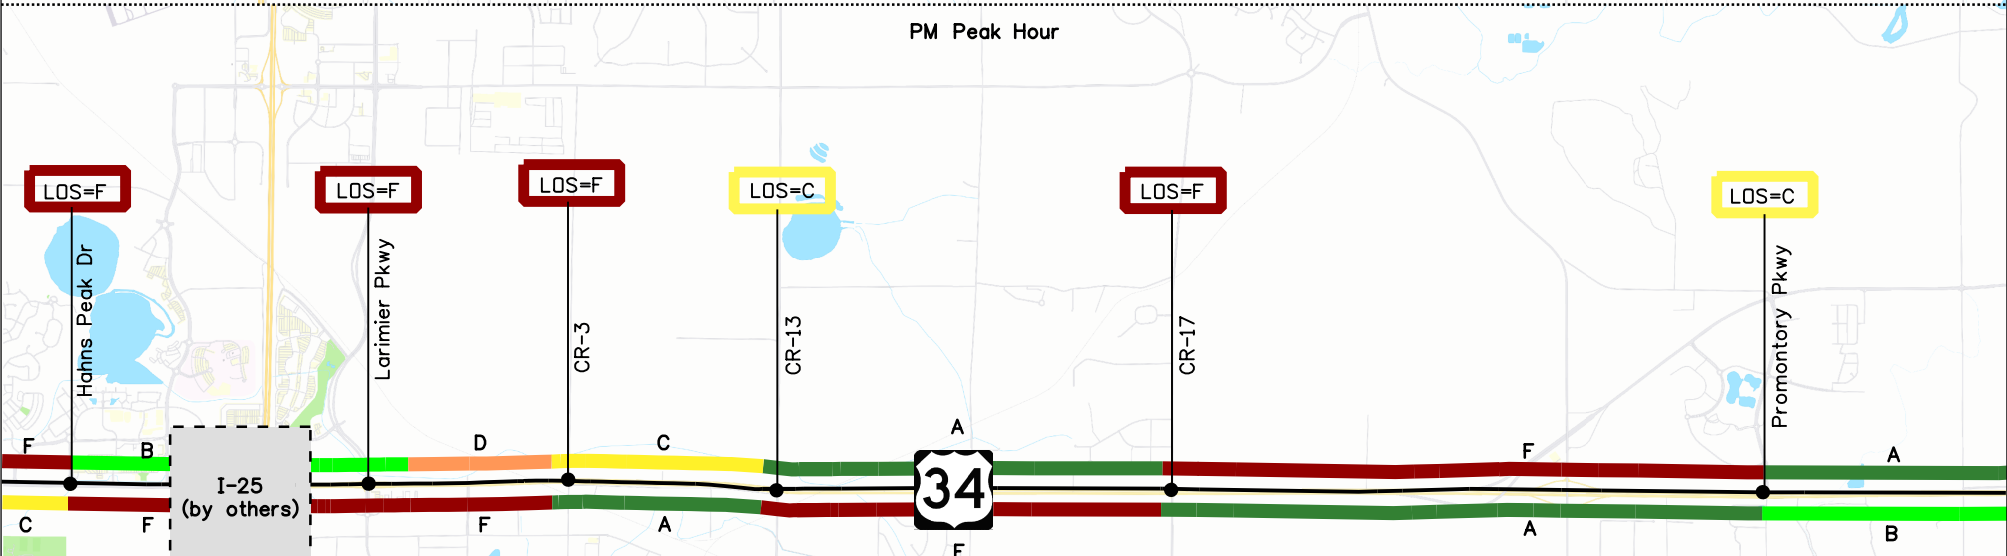 PM Peak Hour
LOS=F
LOS=F
LOS=F
LOS=C
LOS=F
LOS=C
Hahns Peak Dr
Larimier Pkwy
CR-3
CR-13
CR-17
Promontory Pkwy
F
B
D
C
A
F
A
I-25
(by others)
34
C
F
F
A
A
B